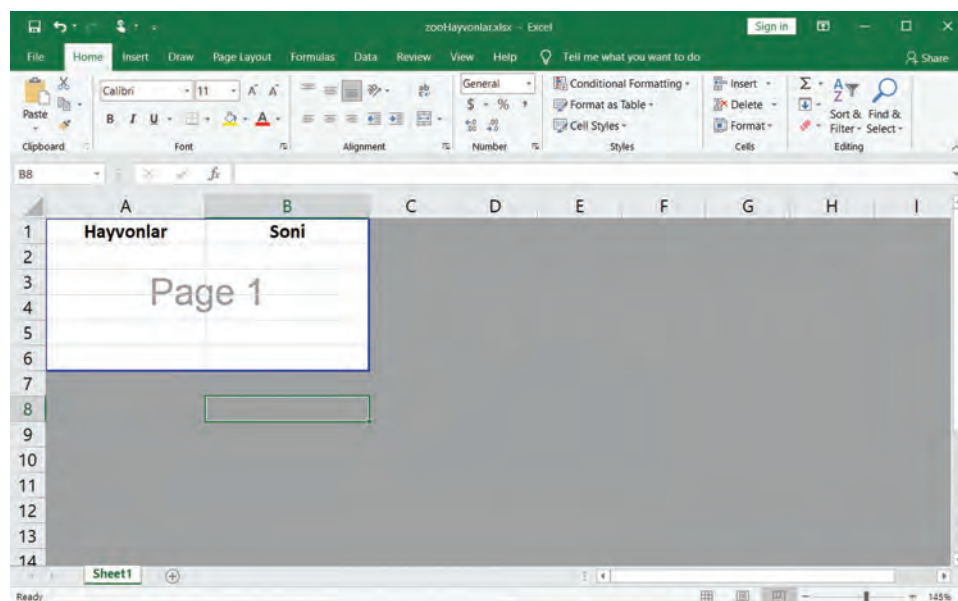 zooHayvonlar.xlsx - Excel
Sign in
File Home Insert Draw Page Layout Formulas Data Review View Help Tell me what you want to do Share
Paste
Calibri 11
B I U A
General
$ % ,
Conditional Formatting
Format as Table
Cell Styles
Insert
Delete
Format
Sort & Filter
Find & Select
Clipboard Font Alignment Number Styles Cells Editing
B8 fx
A B C D E F G H I
1 Hayvonlar Soni
2
3
Page 1
4
5
6
7
8
9
10
11
12
13
14
Sheet1
Ready 145%